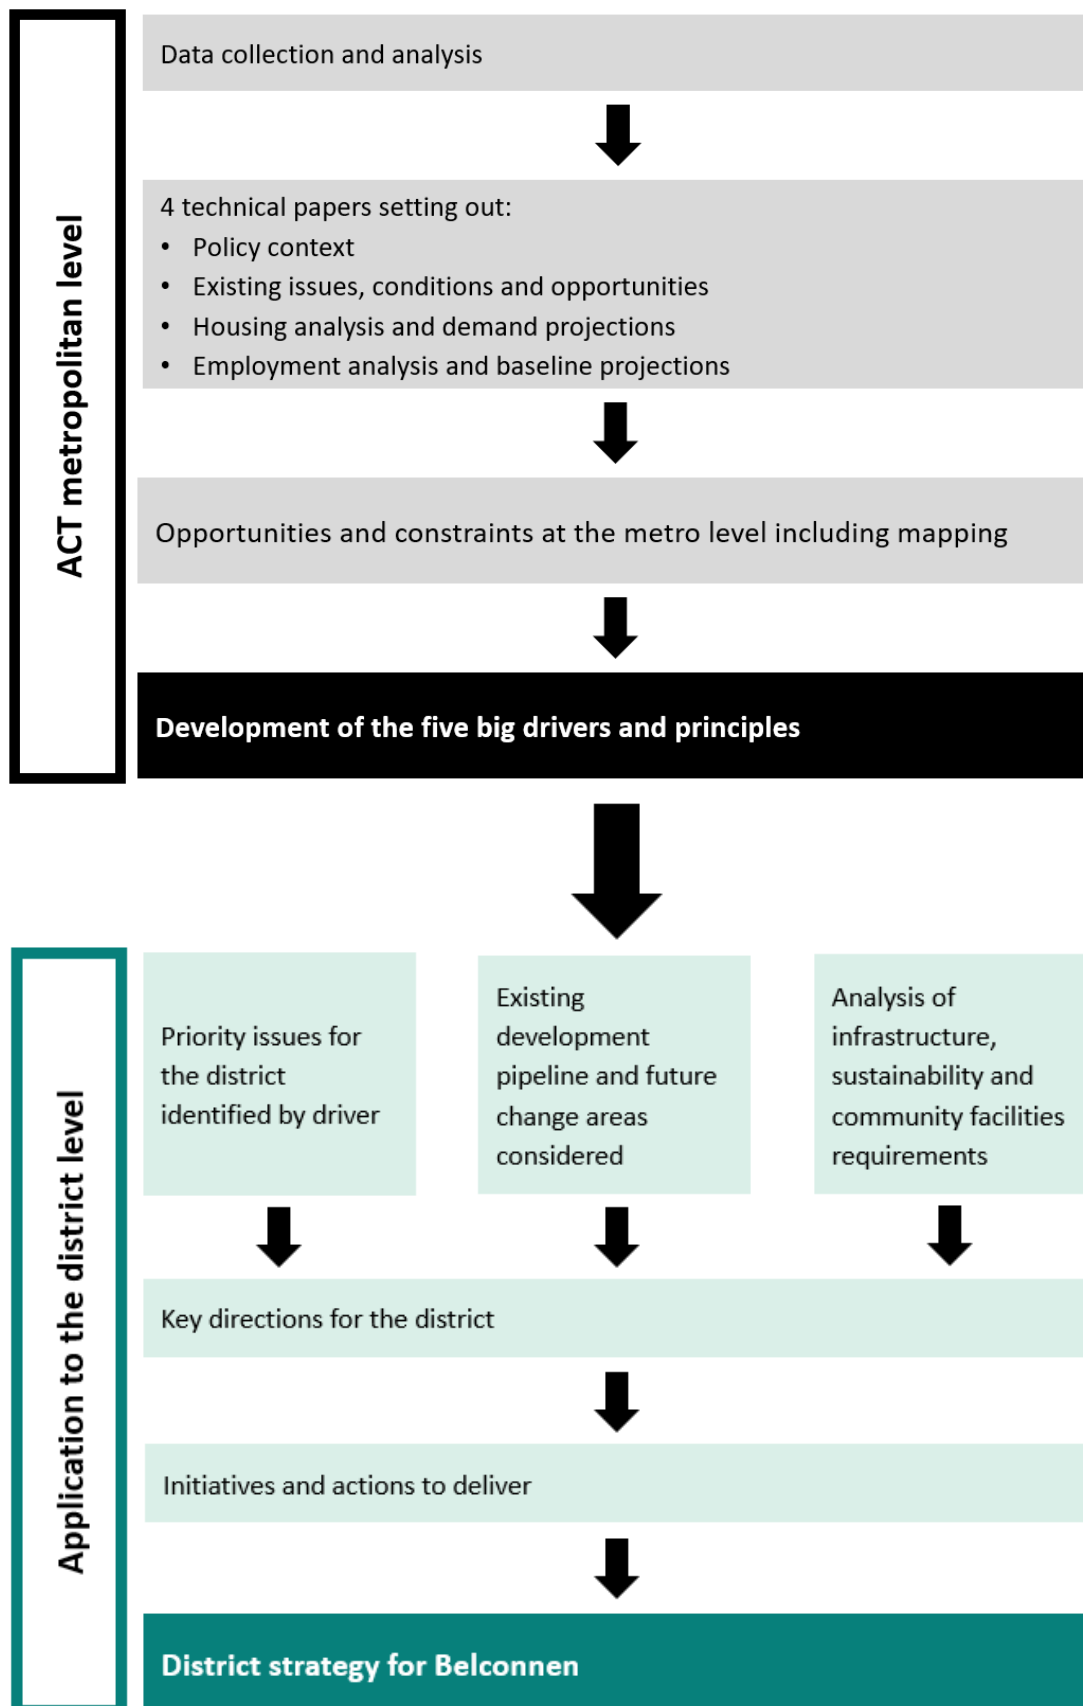 ACT metropolitan level
Data collection and analysis
4 technical papers setting out:
• Policy context
• Existing issues, conditions and opportunities
• Housing analysis and demand projections
• Employment analysis and baseline projections
Opportunities and constraints at the metro level including mapping
Development of the five big drivers and principles
Application to the district level
Priority issues for
the district
identified by driver
Existing
development
pipeline and future
change areas
considered
Analysis of
infrastructure,
sustainability and
community facilities
requirements
Key directions for the district
Initiatives and actions to deliver
District strategy for Belconnen